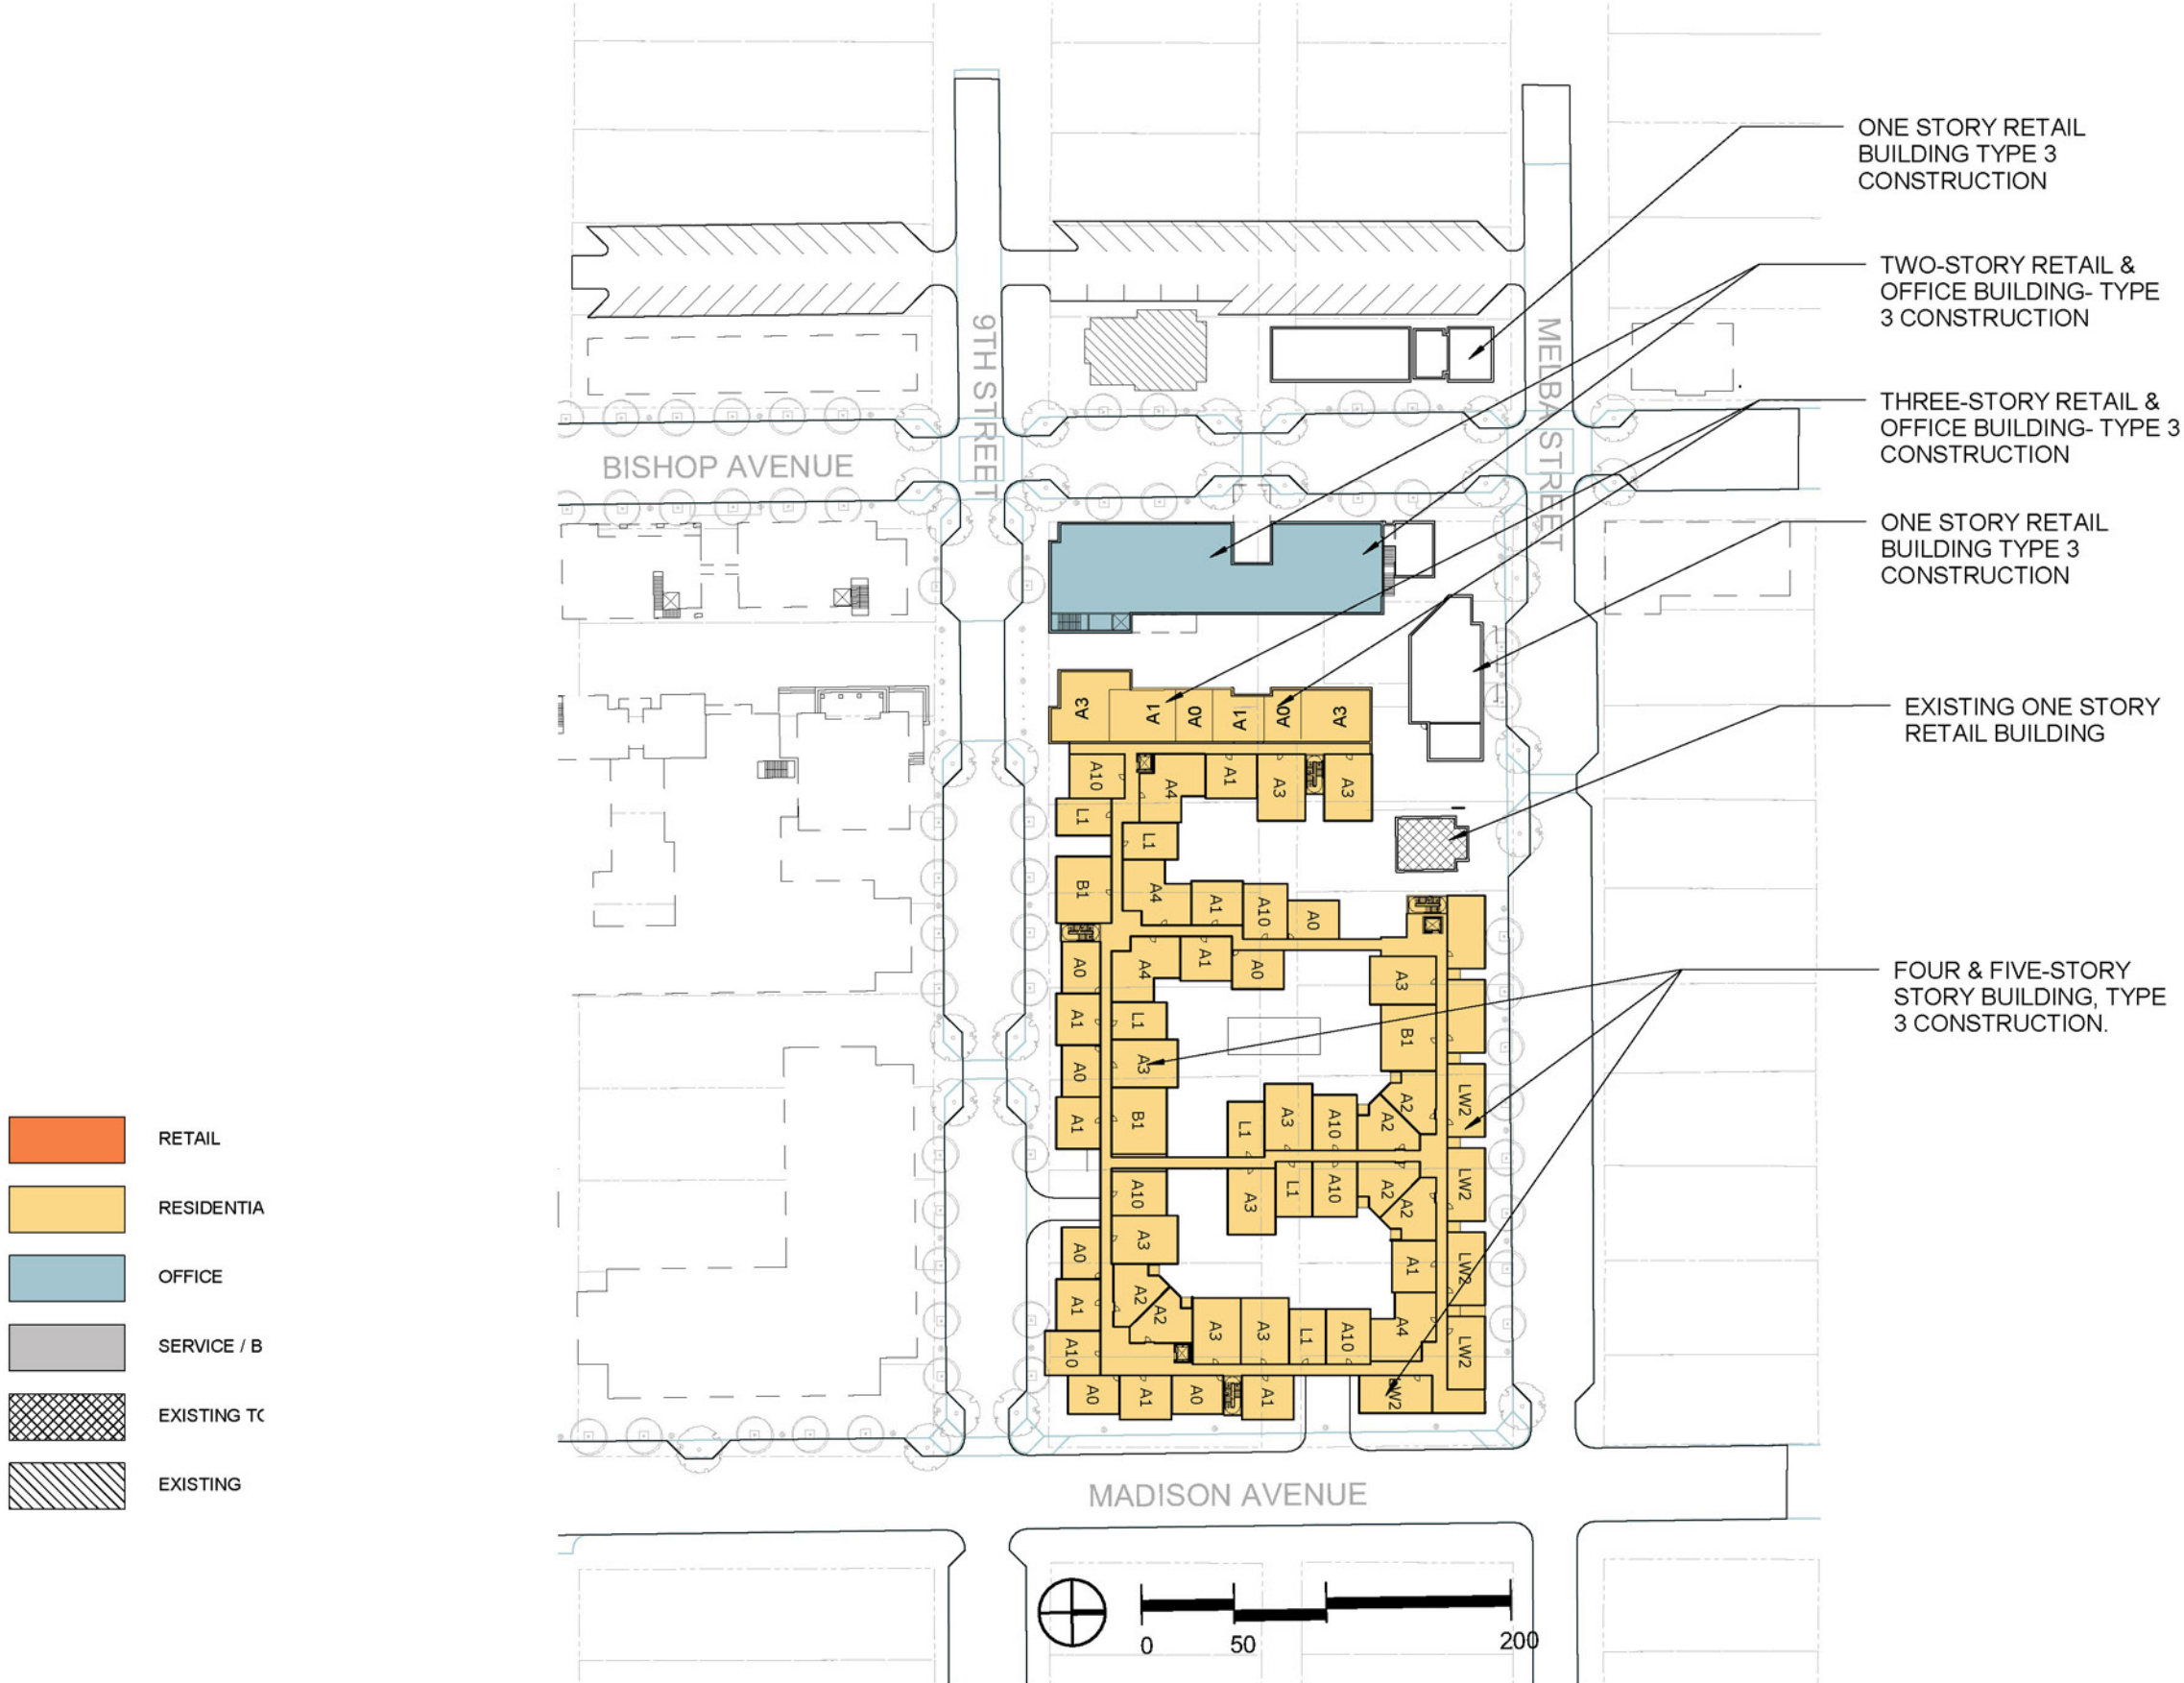 ONE STORY RETAIL
BUILDING TYPE 3
CONSTRUCTION
TWO-STORY RETAIL &
OFFICE BUILDING- TYPE
3 CONSTRUCTION
9TH STREET
MELBA STREET
THREE-STORY RETAIL &
OFFICE BUILDING- TYPE 3
CONSTRUCTION
BISHOP AVENUE
ONE STORY RETAIL
BUILDING TYPE 3
CONSTRUCTION
EXISTING ONE STORY
RETAIL BUILDING
A3 A1 A0 A1 A0 A3
A10 A4 A1 A3 A3
L1
L1
B1 A4 A1 A10 A0
A0 A4 A1 A0 A3
FOUR & FIVE-STORY
STORY BUILDING, TYPE
3 CONSTRUCTION.
A1 L1 B1
A0 A3
A1 B1 L1 A3 A10 A2 A2 LW2
A10 A3 L1 A10 A2 A2 LW2
A0 A3 A1 LW2
A1 A2 A2 A3 A3 L1 A10 A4 LW2
A10
A0 A1 A0 A1 LW2
RETAIL
RESIDENTIA
OFFICE
SERVICE / B
EXISTING TC
EXISTING
MADISON AVENUE
0 50 200